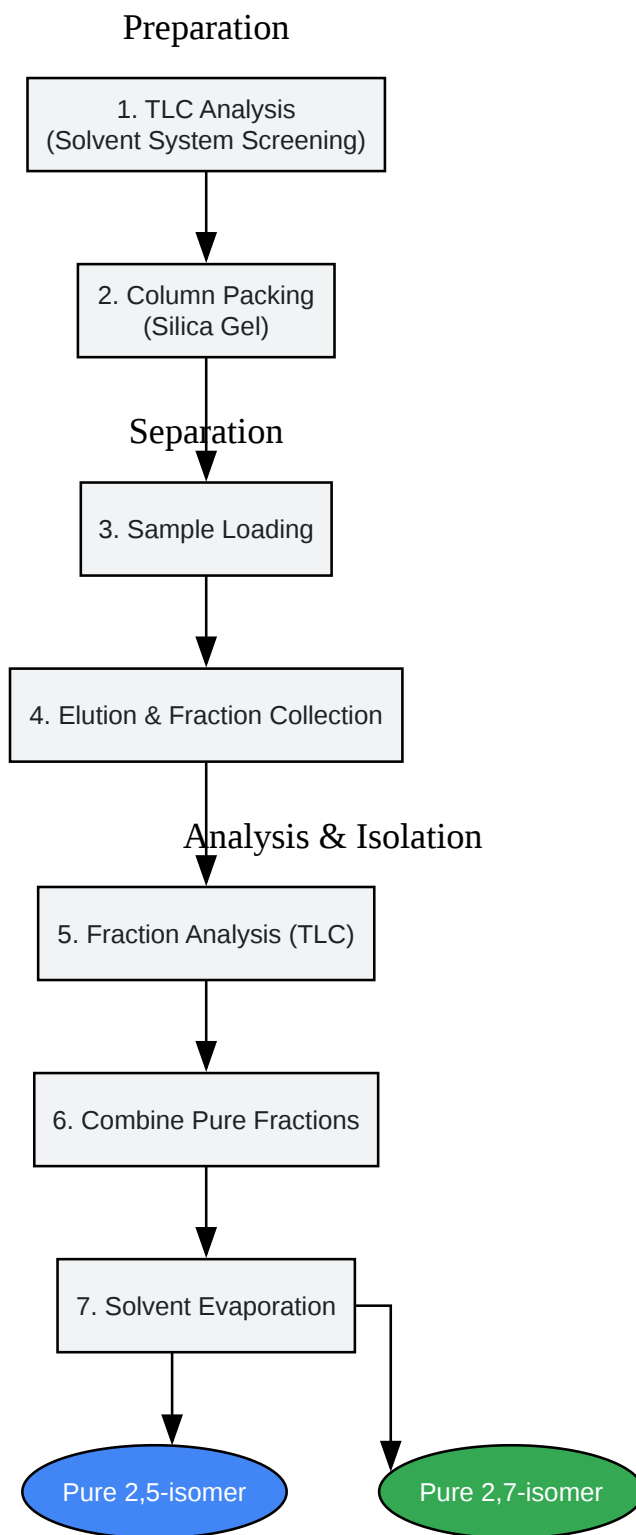 Preparation
1. TLC Analysis
(Solvent System Screening)
2. Column Packing
(Silica Gel)
Separation
3. Sample Loading
4. Elution & Fraction Collection
Analysis & Isolation
5. Fraction Analysis (TLC)
6. Combine Pure Fractions
7. Solvent Evaporation
Pure 2,5-isomer
Pure 2,7-isomer